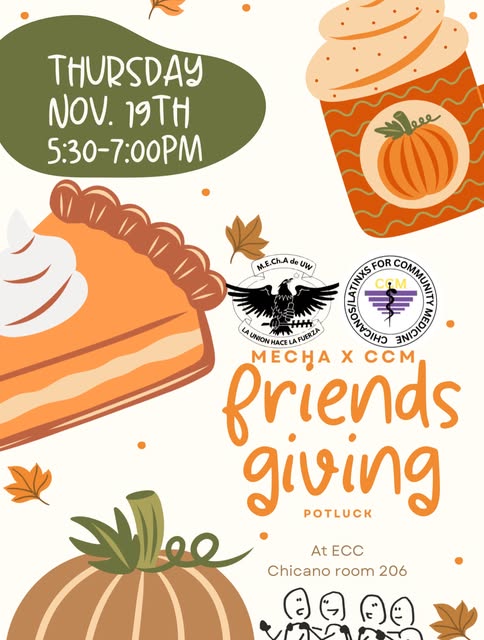 THURSDAY
NOV. 19TH
5:30-7:00PM
M.E.Ch.A de UW
LA UNION HACE LA FUERZA
CHICANOS/LATINXS FOR COMMUNITY MEDICINE
CCM
MECHA X CCM
friends
giving
POTLUCK
At ECC
Chicano room 206